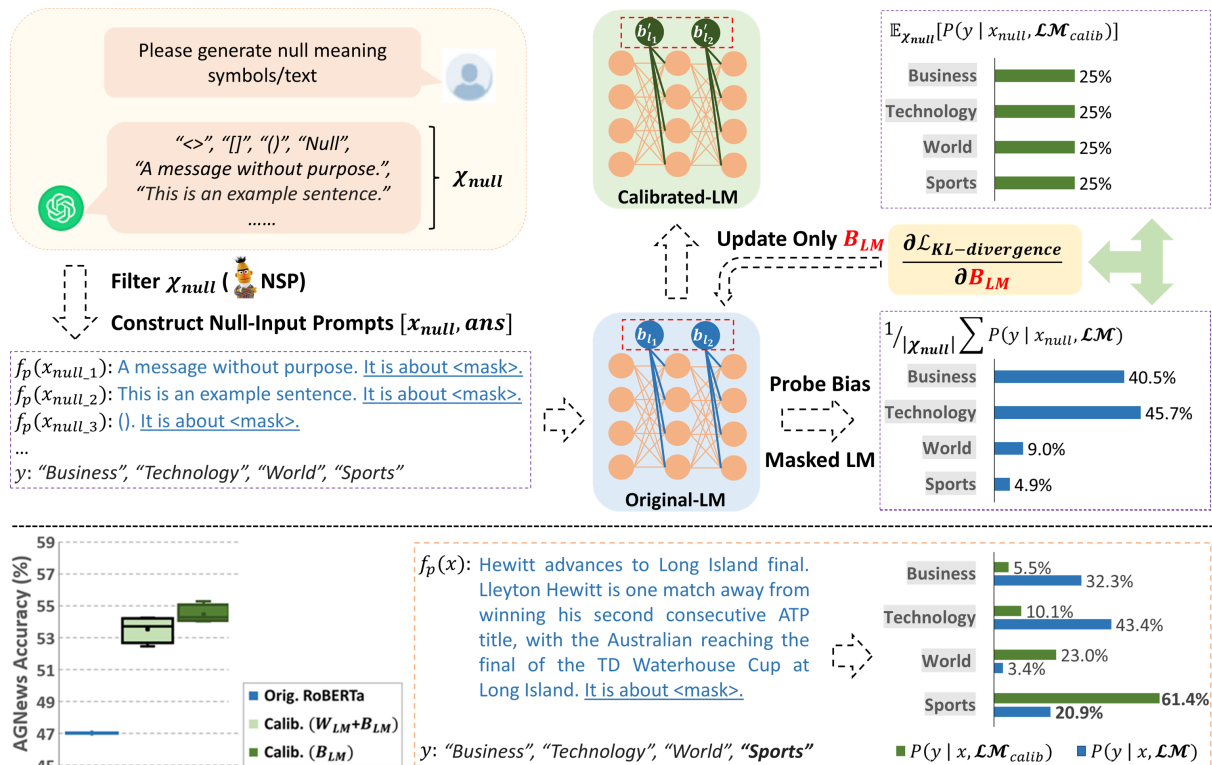 Please generate null meaning
symbols/text
“<>”, “[]”, “()”, “Null”,
“A message without purpose.”,
“This is an example sentence.”
……
χnull
Filter χnull ( NSP)
Construct Null-Input Prompts [xnull, ans]
fp(xnull_1): A message without purpose. It is about <mask>.
fp(xnull_2): This is an example sentence. It is about <mask>.
fp(xnull_3): (). It is about <mask>.
...
y: “Business”, “Technology”, “World”, “Sports”
b′l1 b′l2
Calibrated-LM
Update Only BLM
∂ℒKL−divergence
∂BLM
bl1 bl2
Original-LM
Probe Bias
Masked LM
𝔼χnull[P(y | xnull, ℒℳcalib)]
Business 25%
Technology 25%
World 25%
Sports 25%
1/|χnull| ∑ P(y | xnull, ℒℳ)
Business 40.5%
Technology 45.7%
World 9.0%
Sports 4.9%
AGNews Accuracy (%)
59
57
55
53
51
49
47
45
Orig. RoBERTa
Calib. (WLM+BLM)
Calib. (BLM)
fp(x): Hewitt advances to Long Island final.
Lleyton Hewitt is one match away from
winning his second consecutive ATP
title, with the Australian reaching the
final of the TD Waterhouse Cup at
Long Island. It is about <mask>.
y: “Business”, “Technology”, “World”, “Sports”
Business 5.5% 32.3%
Technology 10.1% 43.4%
World 23.0% 3.4%
Sports 61.4% 20.9%
P(y | x, ℒℳcalib) P(y | x, ℒℳ)